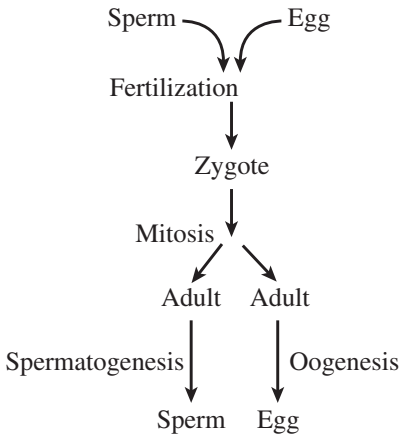 Sperm Egg
Fertilization
Zygote
Mitosis
Adult Adult
Spermatogenesis Oogenesis
Sperm Egg